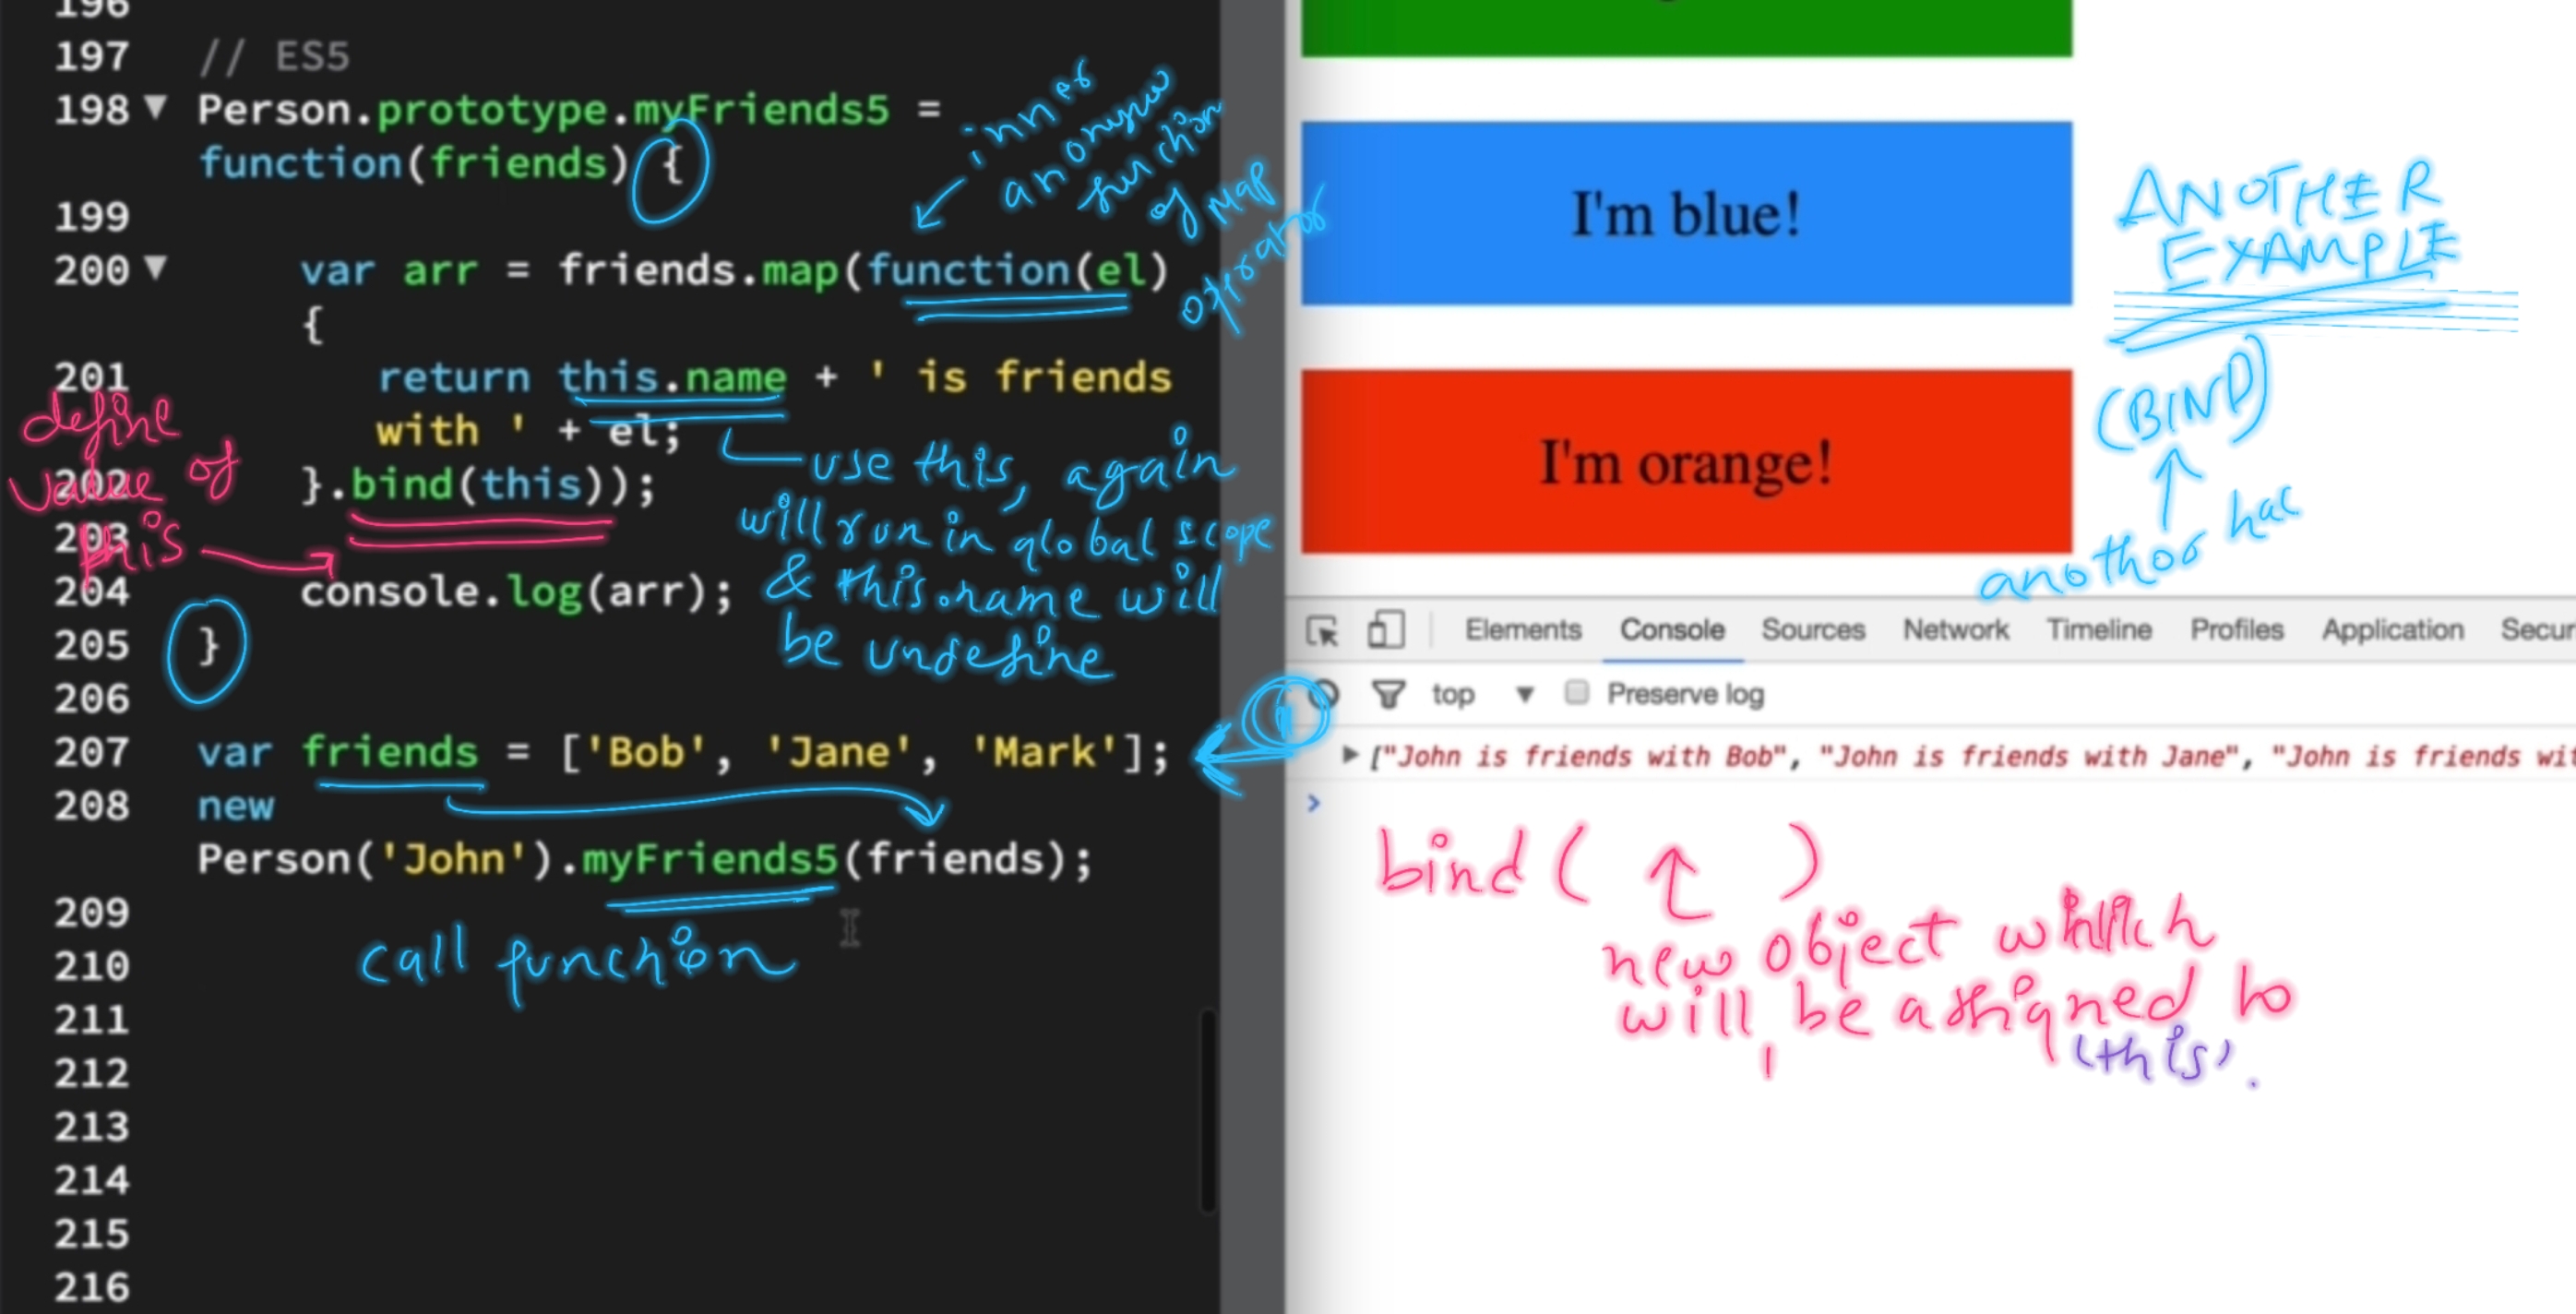 196
197 // ES5
198 ▼ Person.prototype.myFriends5 =
function(friends) {
199
200 ▼ var arr = friends.map(function(el)
{
201 return this.name + ' is friends
with ' + el;
202 }.bind(this));
203
204 console.log(arr);
205 }
206
207 var friends = ['Bob', 'Jane', 'Mark'];
208 new
Person('John').myFriends5(friends);
209
210
211
212
213
214
215
216
inner
function
of Map
define
value of
this
use this, again
will run in global scope
& this.name will
be undefine
call function
I'm blue!
I'm orange!
ANOTHER
EXAMPLE
(BIND)
anothor hac
Elements Console Sources Network Timeline Profiles Application Secur
top ▼ Preserve log
▶ ["John is friends with Bob", "John is friends with Jane", "John is friends wit
>
1
bind ( )
new object which
will be assigned to
(this).